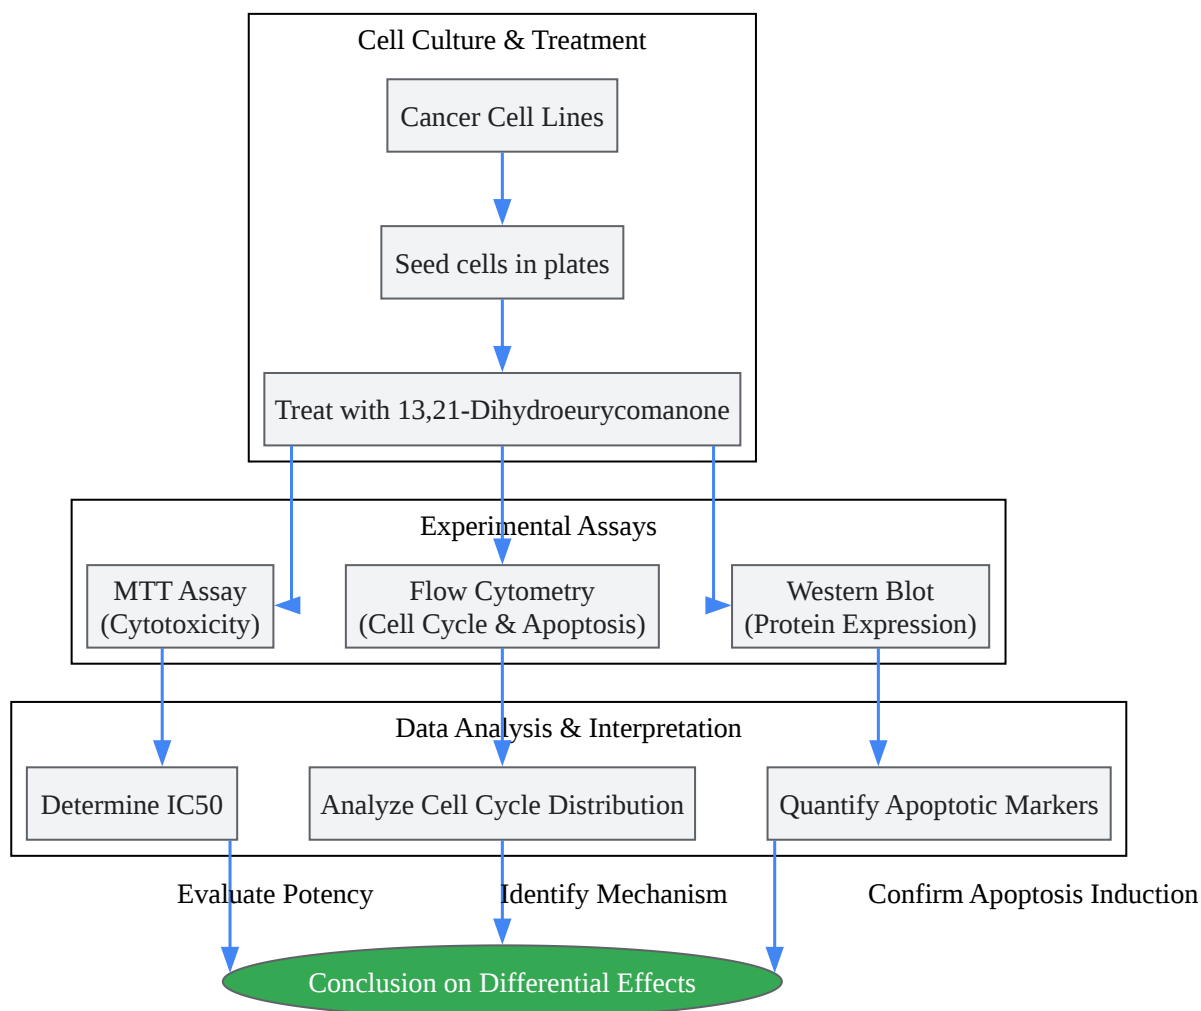 Cell Culture & Treatment
Cancer Cell Lines
Seed cells in plates
Treat with 13,21-Dihydroeurycomanone
Experimental Assays
MTT Assay
(Cytotoxicity)
Flow Cytometry
(Cell Cycle & Apoptosis)
Western Blot
(Protein Expression)
Data Analysis & Interpretation
Determine IC50
Analyze Cell Cycle Distribution
Quantify Apoptotic Markers
Evaluate Potency
Identify Mechanism
Confirm Apoptosis Induction
Conclusion on Differential Effects